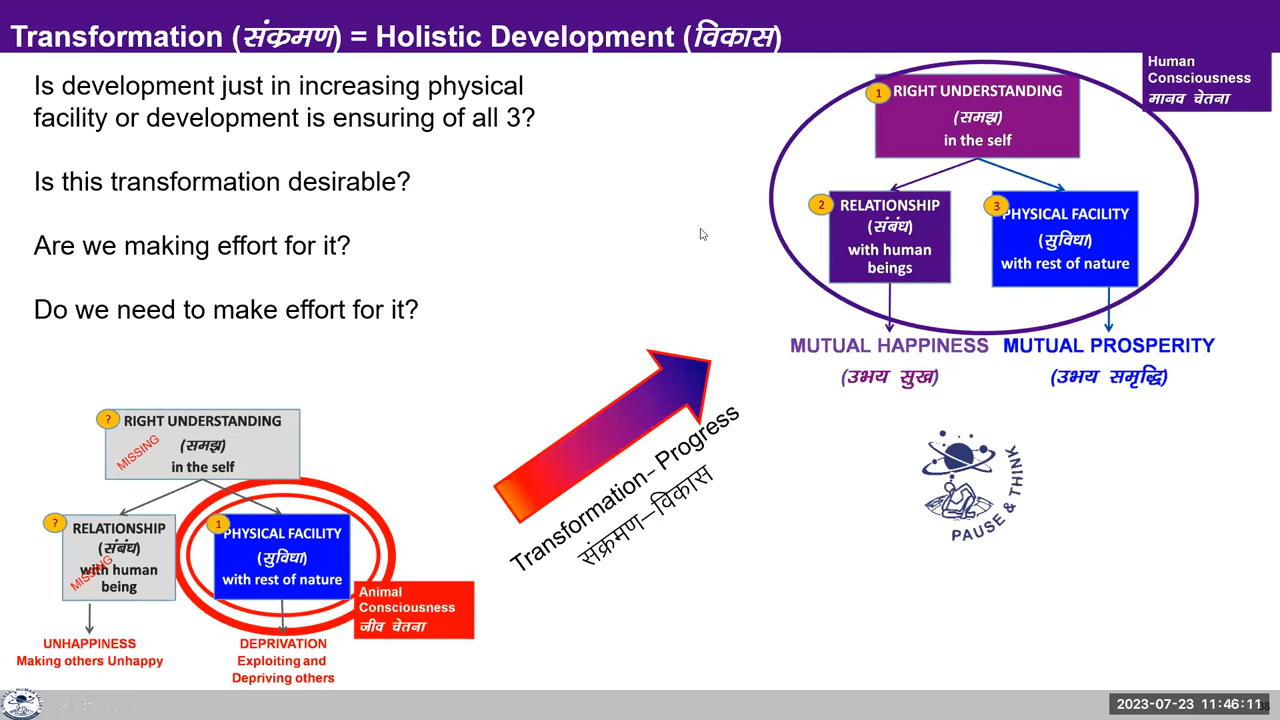 Transformation (संक्रमण) = Holistic Development (विकास)
Is development just in increasing physical
facility or development is ensuring of all 3?
Is this transformation desirable?
Are we making effort for it?
Do we need to make effort for it?
Human
Consciousness
मानव चेतना
1
RIGHT UNDERSTANDING
(समझ)
in the self
2
RELATIONSHIP
(संबंध)
with human
beings
3
PHYSICAL FACILITY
(सुविधा)
with rest of nature
MUTUAL HAPPINESS
(उभय सुख)
MUTUAL PROSPERITY
(उभय समृद्धि)
Transformation– Progress
संक्रमण–विकास
PAUSE & THINK
?
RIGHT UNDERSTANDING
(समझ)
in the self
MISSING
?
RELATIONSHIP
(संबंध)
with human
being
MISSING
1
PHYSICAL FACILITY
(सुविधा)
with rest of nature
Animal
Consciousness
जीव चेतना
UNHAPPINESS
Making others Unhappy
DEPRIVATION
Exploiting and
Depriving others
2023-07-23 11:46:11
38